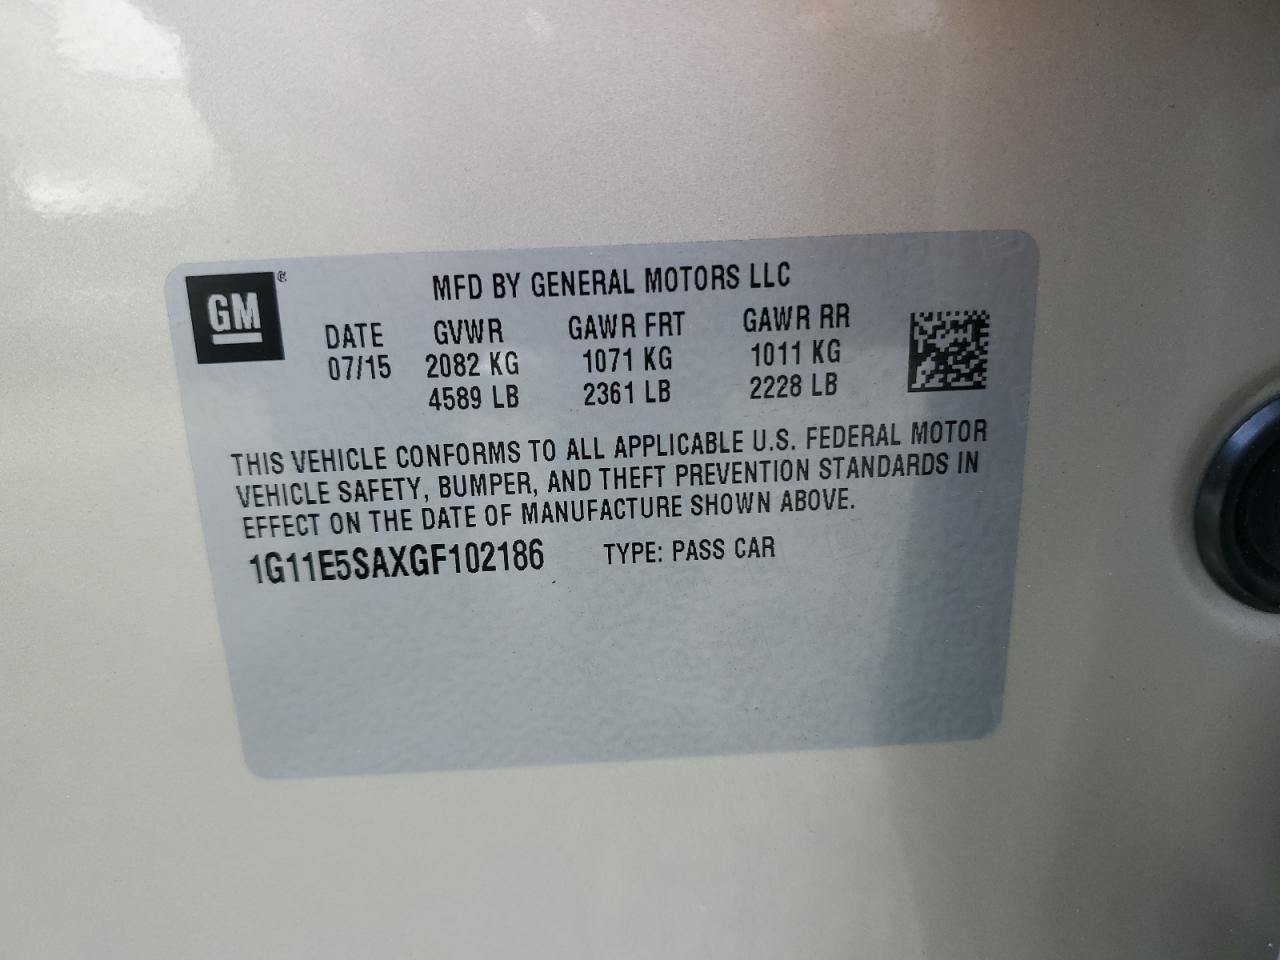 GM ®
MFD BY GENERAL MOTORS LLC
DATE GVWR GAWR FRT GAWR RR
07/15 2082 KG 1071 KG 1011 KG
4589 LB 2361 LB 2228 LB
THIS VEHICLE CONFORMS TO ALL APPLICABLE U.S. FEDERAL MOTOR
VEHICLE SAFETY, BUMPER, AND THEFT PREVENTION STANDARDS IN
EFFECT ON THE DATE OF MANUFACTURE SHOWN ABOVE.
1G11E5SAXGF102186 TYPE: PASS CAR